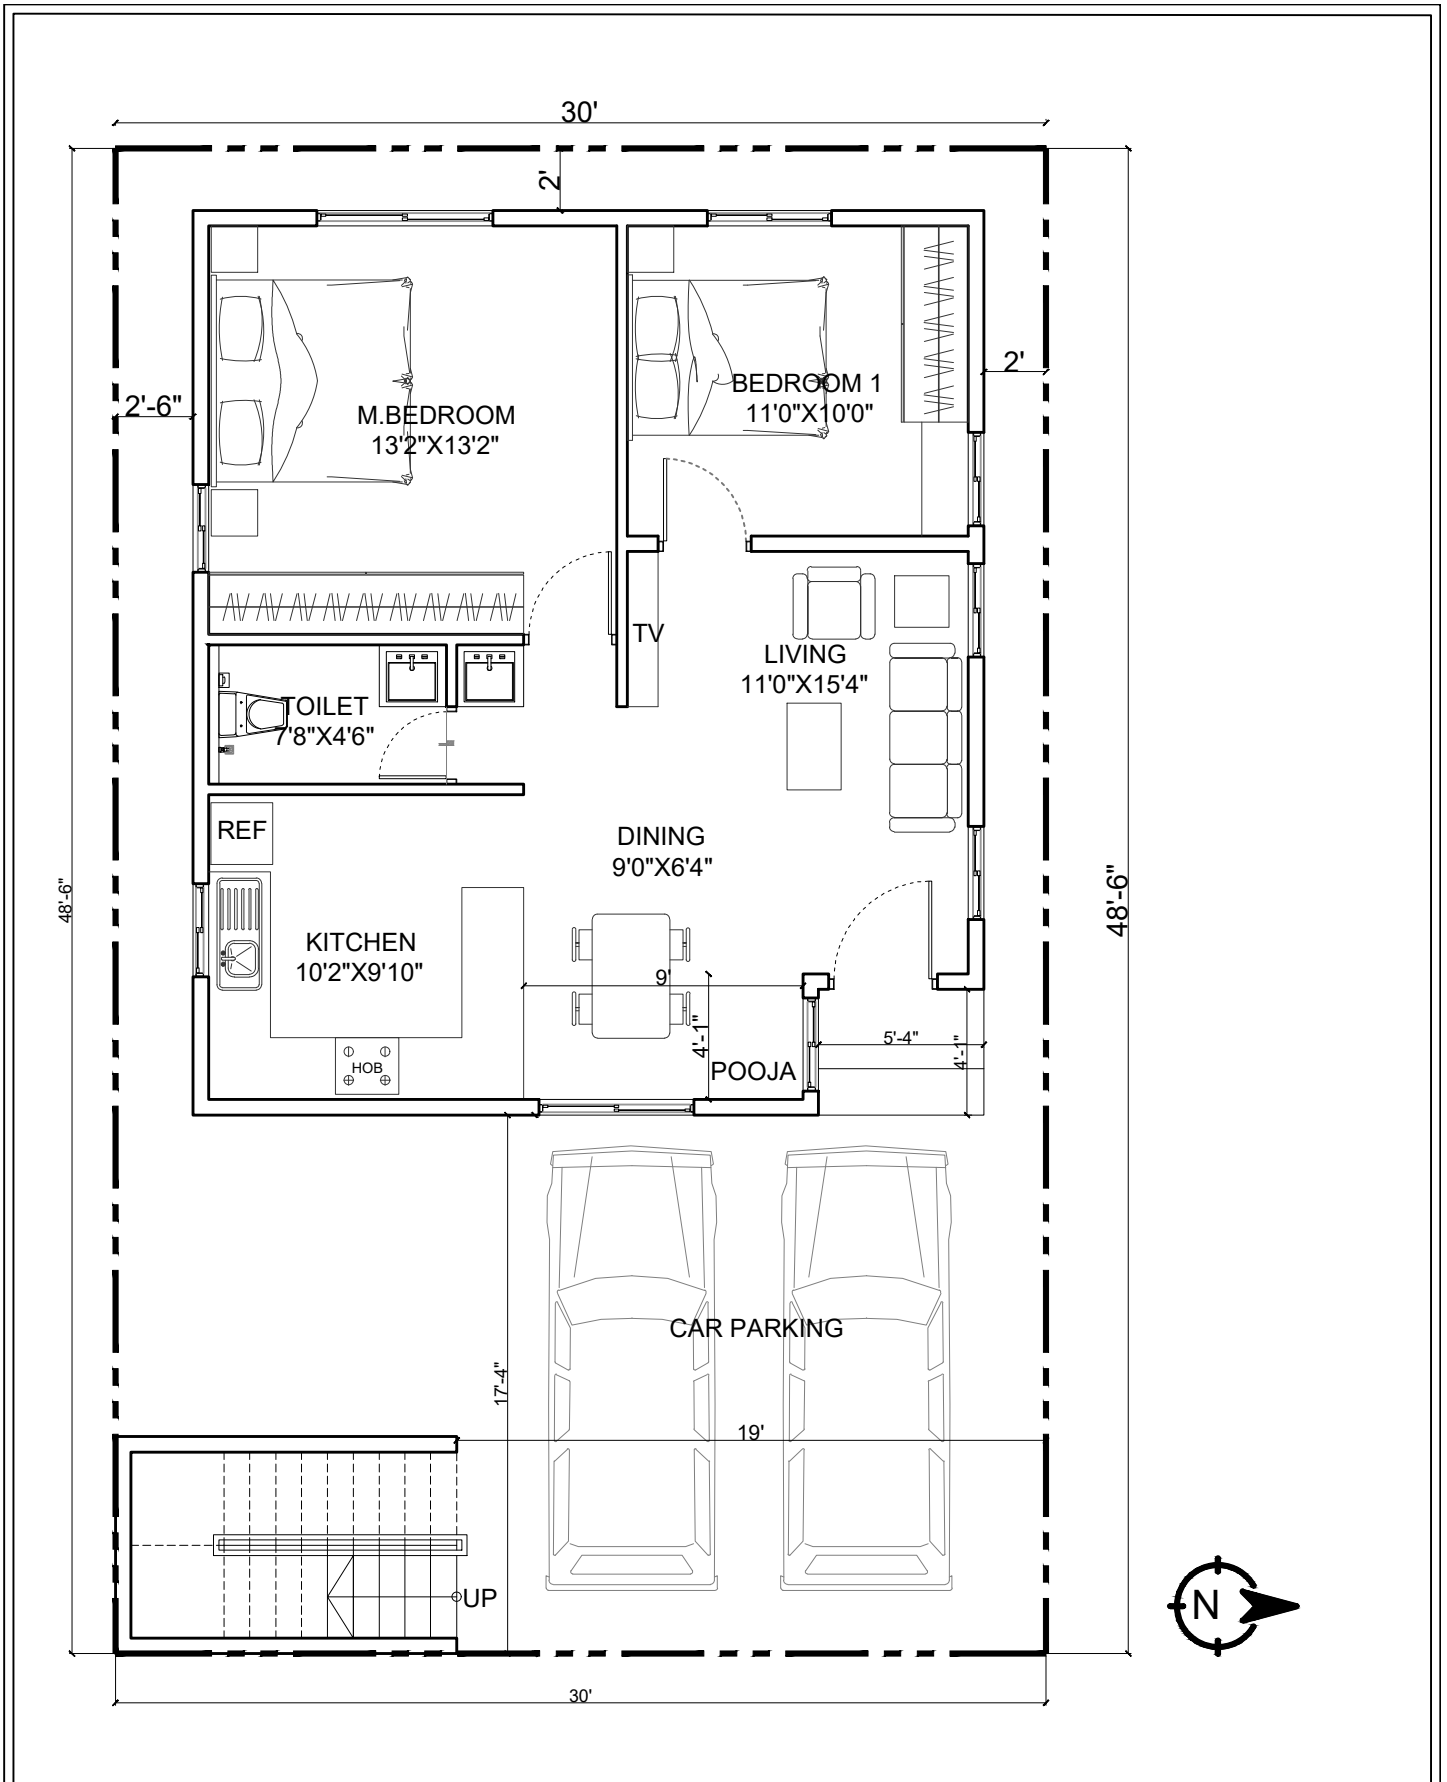 30'
2'
2'
2'-6"
BEDROOM 1
11'0"X10'0"
M.BEDROOM
13'2"X13'2"
TV
LIVING
11'0"X15'4"
TOILET
7'8"X4'6"
REF
DINING
9'0"X6'4"
48'-6"
48'-6"
KITCHEN
10'2"X9'10"
9'
4'-1"
5'-4"
4'-1"
HOB
POOJA
CAR PARKING
17'-4"
19'
UP
N
30'